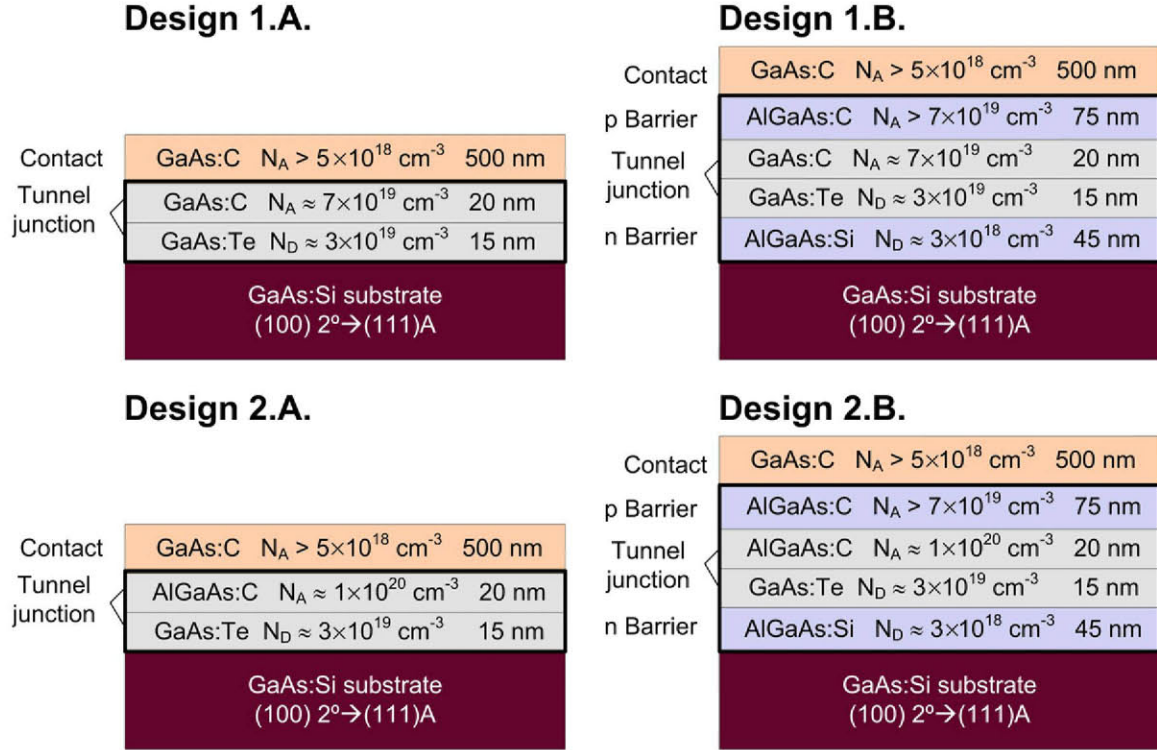 Design 1.A.
Contact GaAs:C N_A > 5×10^18 cm^-3 500 nm
Tunnel junction
GaAs:C N_A ≈ 7×10^19 cm^-3 20 nm
GaAs:Te N_D ≈ 3×10^19 cm^-3 15 nm
GaAs:Si substrate
(100) 2º→(111)A
Design 1.B.
Contact GaAs:C N_A > 5×10^18 cm^-3 500 nm
p Barrier AlGaAs:C N_A > 7×10^19 cm^-3 75 nm
Tunnel junction
GaAs:C N_A ≈ 7×10^19 cm^-3 20 nm
GaAs:Te N_D ≈ 3×10^19 cm^-3 15 nm
n Barrier AlGaAs:Si N_D ≈ 3×10^18 cm^-3 45 nm
GaAs:Si substrate
(100) 2º→(111)A
Design 2.A.
Contact GaAs:C N_A > 5×10^18 cm^-3 500 nm
Tunnel junction
AlGaAs:C N_A ≈ 1×10^20 cm^-3 20 nm
GaAs:Te N_D ≈ 3×10^19 cm^-3 15 nm
GaAs:Si substrate
(100) 2º→(111)A
Design 2.B.
Contact GaAs:C N_A > 5×10^18 cm^-3 500 nm
p Barrier AlGaAs:C N_A > 7×10^19 cm^-3 75 nm
Tunnel junction
AlGaAs:C N_A ≈ 1×10^20 cm^-3 20 nm
GaAs:Te N_D ≈ 3×10^19 cm^-3 15 nm
n Barrier AlGaAs:Si N_D ≈ 3×10^18 cm^-3 45 nm
GaAs:Si substrate
(100) 2º→(111)A